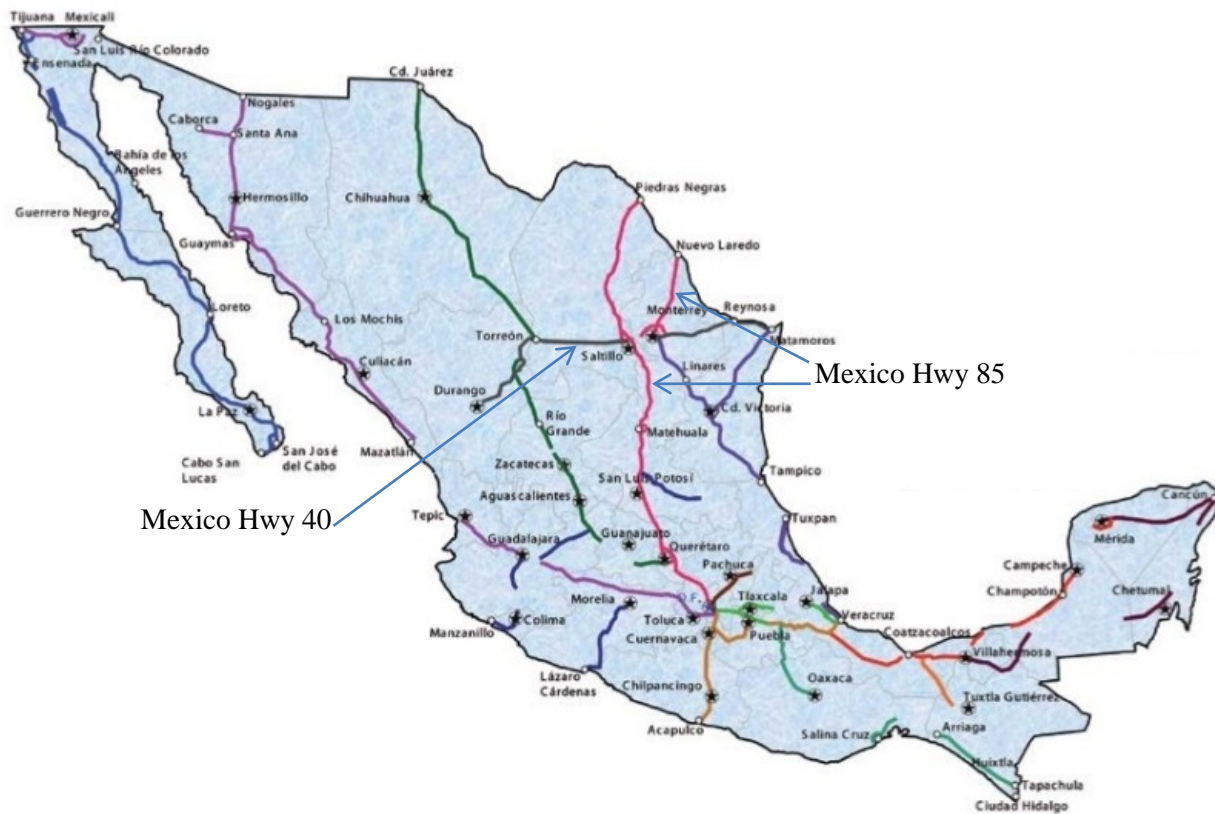 Tijuana
Mexicali
San Luis Río Colorado
Ensenada
Cd. Juárez
Nogales
Caborca
Santa Ana
Bahía de los
Ángeles
Hermosillo
Chihuahua
Piedras Negras
Guerrero Negro
Guaymas
Nuevo Laredo
Loreto
Los Mochis
Torreón
Monterrey
Reynosa
Matamoros
Saltillo
Culiacán
Linares
Mexico Hwy 85
Durango
La Paz
Cd. Victoria
Río
Grande
Matehuala
Cabo San
Lucas
San José
del Cabo
Mazatlán
Zacatecas
San Luis Potosí
Tampico
Aguascalientes
Mexico Hwy 40
Tepic
Tuxpan
Cancún
Guadalajara
Guanajuato
Mérida
Querétaro
Pachuca
Campeche
Champotón
Chetumal
Morelia
D.F.
Tlaxcala
Jalapa
Veracruz
Manzanillo
Colima
Toluca
Cuernavaca
Puebla
Coatzacoalcos
Villahermosa
Lázaro
Cárdenas
Chilpancingo
Oaxaca
Tuxtla Gutiérrez
Acapulco
Salina Cruz
Arriaga
Huixtla
Tapachula
Ciudad Hidalgo